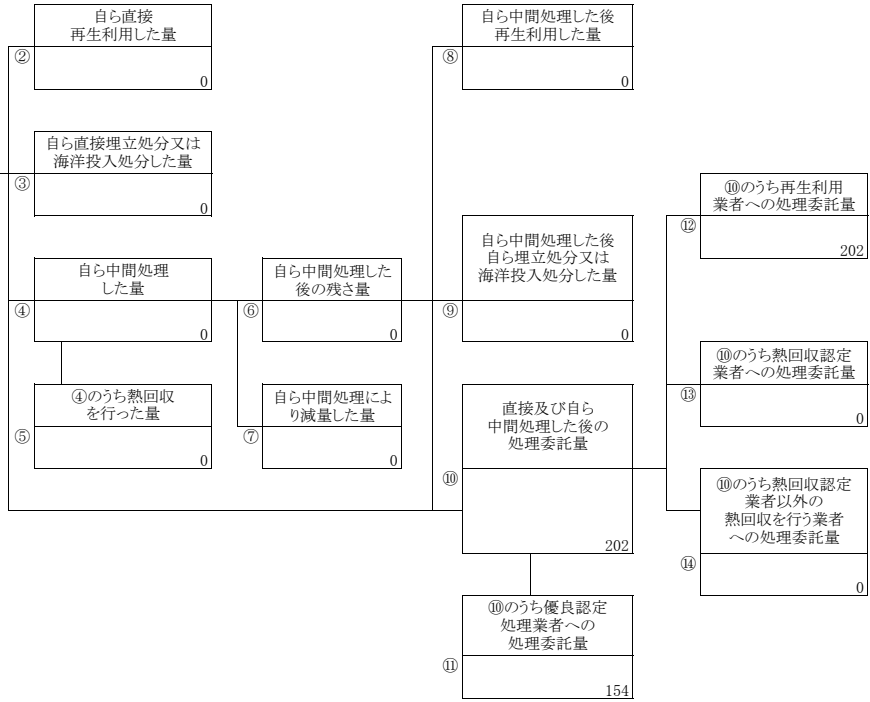 自ら直接
再生利用した量
②
0
自ら直接埋立処分又は
海洋投入処分した量
③
0
自ら中間処理
した量
④
0
④のうち熱回収
を行った量
⑤
0
自ら中間処理した
後の残さ量
⑥
0
自ら中間処理によ
り減量した量
⑦
0
自ら中間処理した後
再生利用した量
⑧
0
自ら中間処理した後
自ら埋立処分又は
海洋投入処分した量
⑨
0
直接及び自ら
中間処理した後の
処理委託量
⑩
202
⑩のうち優良認定
処理業者への
処理委託量
⑪
154
⑩のうち再生利用
業者への処理委託量
⑫
202
⑩のうち熱回収認定
業者への処理委託量
⑬
0
⑩のうち熱回収認定
業者以外の
熱回収を行う業者
への処理委託量
⑭
0